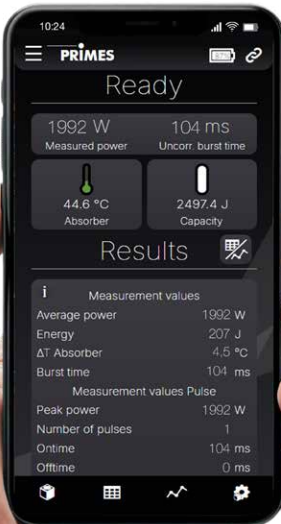 10:24
PRIMES
Ready
1992 W 104 ms
Measured power Uncorr. burst time
44.6 °C 2497.4 J
Absorber Capacity
Results
i Measurement values
Average power 1992 W
Energy 207 J
ΔT Absorber 4.5 °C
Burst time 104 ms
Measurement values Pulse
Peak power 1992 W
Number of pulses 1
Ontime 104 ms
Offtime 0 ms